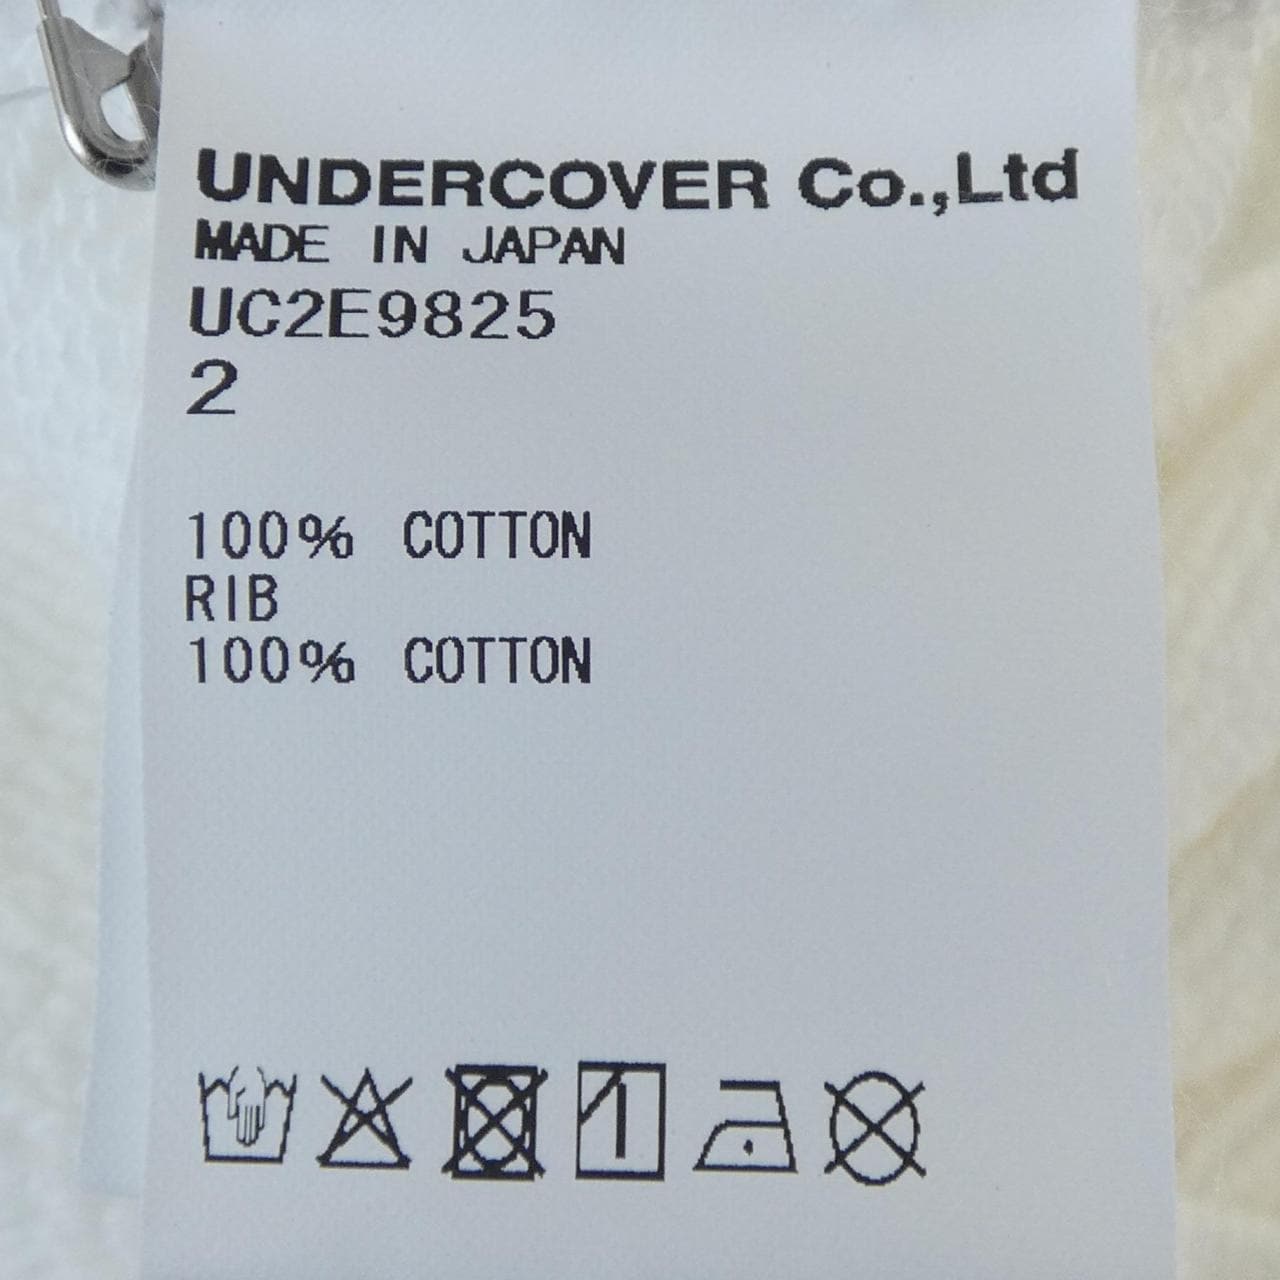 UNDERCOVER Co.,Ltd
MADE IN JAPAN
UC2E9825
2
100% COTTON
RIB
100% COTTON